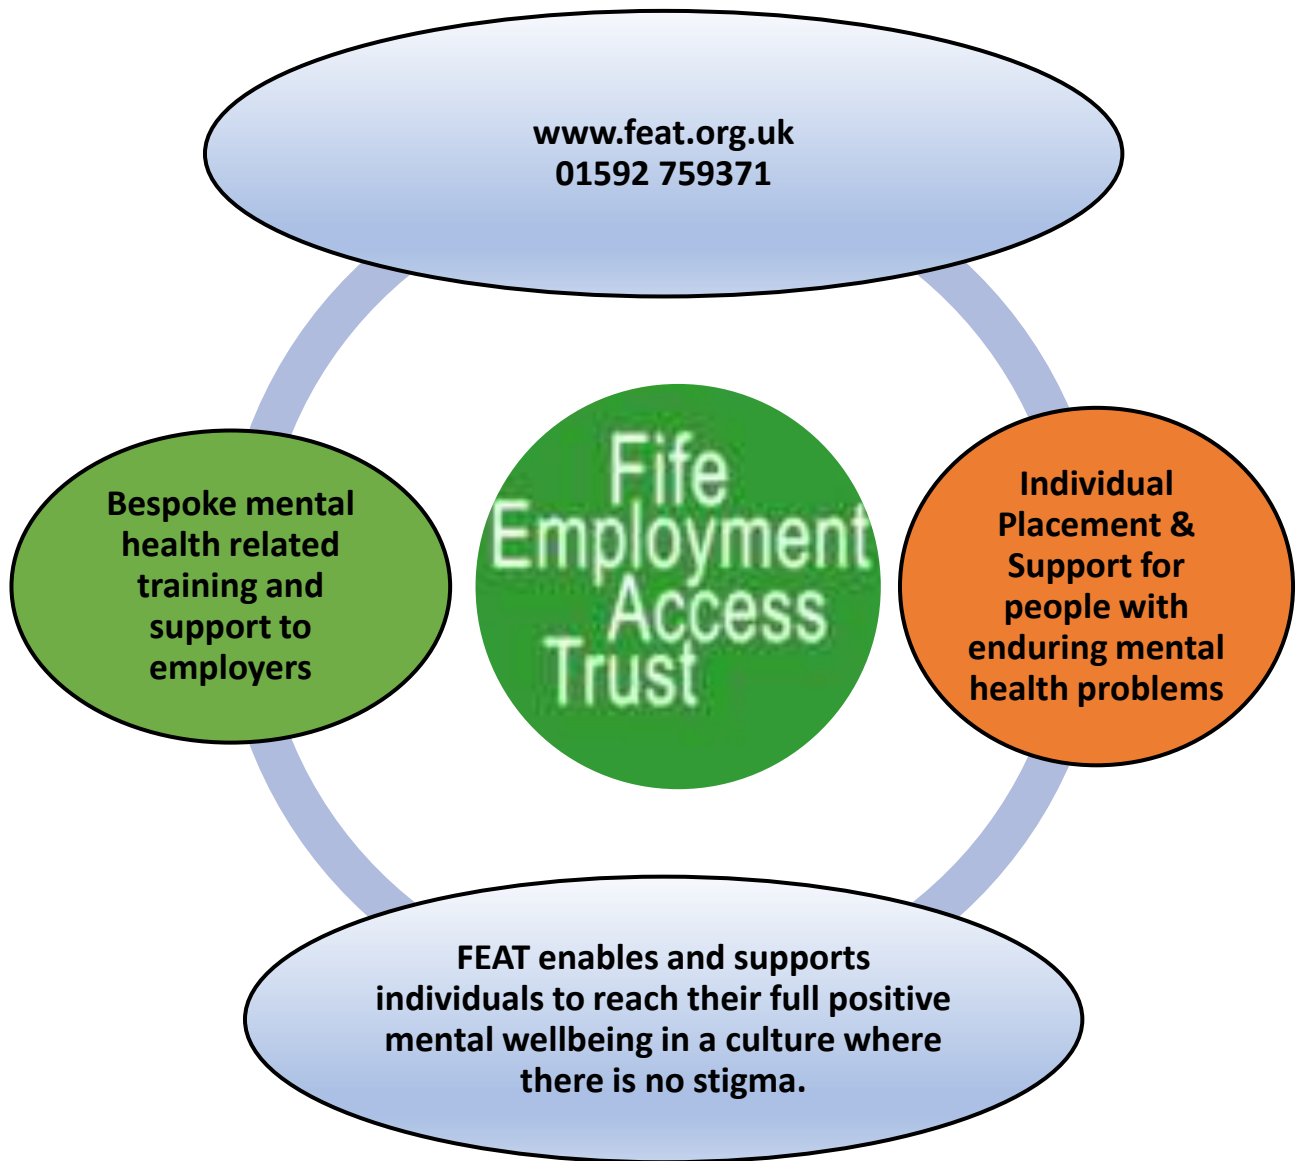 www.feat.org.uk
01592 759371
Bespoke mental
health related
training and
support to
employers
Fife
Employment
Access
Trust
Individual
Placement &
Support for
people with
enduring mental
health problems
FEAT enables and supports
individuals to reach their full positive
mental wellbeing in a culture where
there is no stigma.